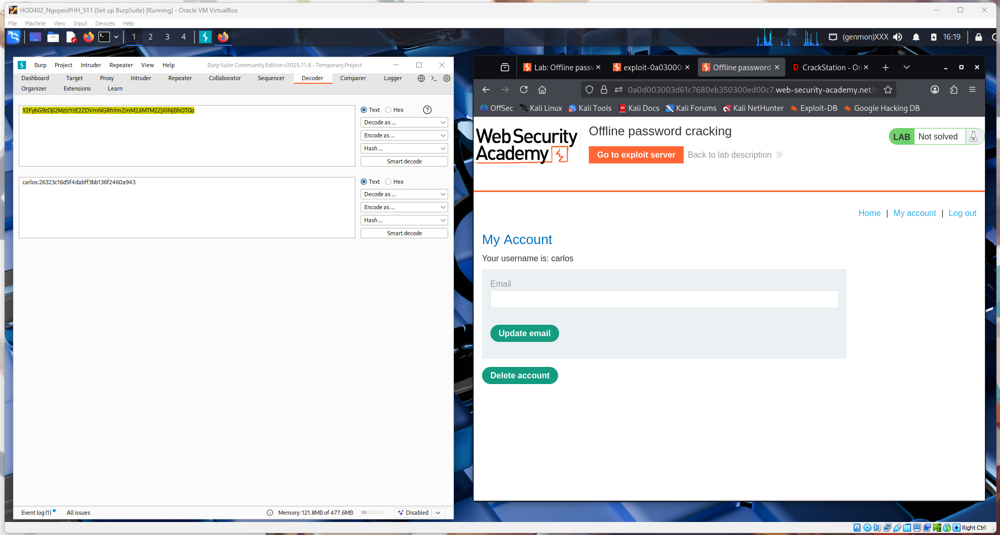 HOD402_NguyenPHH_511 (Set up BurpSuite) [Running] - Oracle VM VirtualBox
File Machine View Input Devices Help
1 2 3 4 (genmon)XXX 16:19
Burp Project Intruder Repeater View Help Burp Suite Community Edition v2025.11.6 - Temporary Project
Dashboard Target Proxy Intruder Repeater Collaborator Sequencer Decoder Comparer Logger
Organizer Extensions Learn
Y2FybG9zOjI2MzIzYzE2ZDVmNGRhYmZmM2JiMTM2ZjI0NjBhOTQz
Text Hex
Decode as ...
Encode as ...
Hash ...
Smart decode
carlos:26323c16d5f4dabff3bb136f2460a943
Text Hex
Decode as ...
Encode as ...
Hash ...
Smart decode
Event log (1) All issues Memory: 121.8MB of 477.6MB Disabled
Lab: Offline passw exploit-0a03000 Offline password CrackStation - On
0a0d003003d61c7680eb350300ed00c7.web-security-academy.net/m
OffSec Kali Linux Kali Tools Kali Docs Kali Forums Kali NetHunter Exploit-DB Google Hacking DB
Web Security Academy
Offline password cracking
Go to exploit server Back to lab description
LAB Not solved
Home | My account | Log out
My Account
Your username is: carlos
Email
Update email
Delete account
Right Ctrl